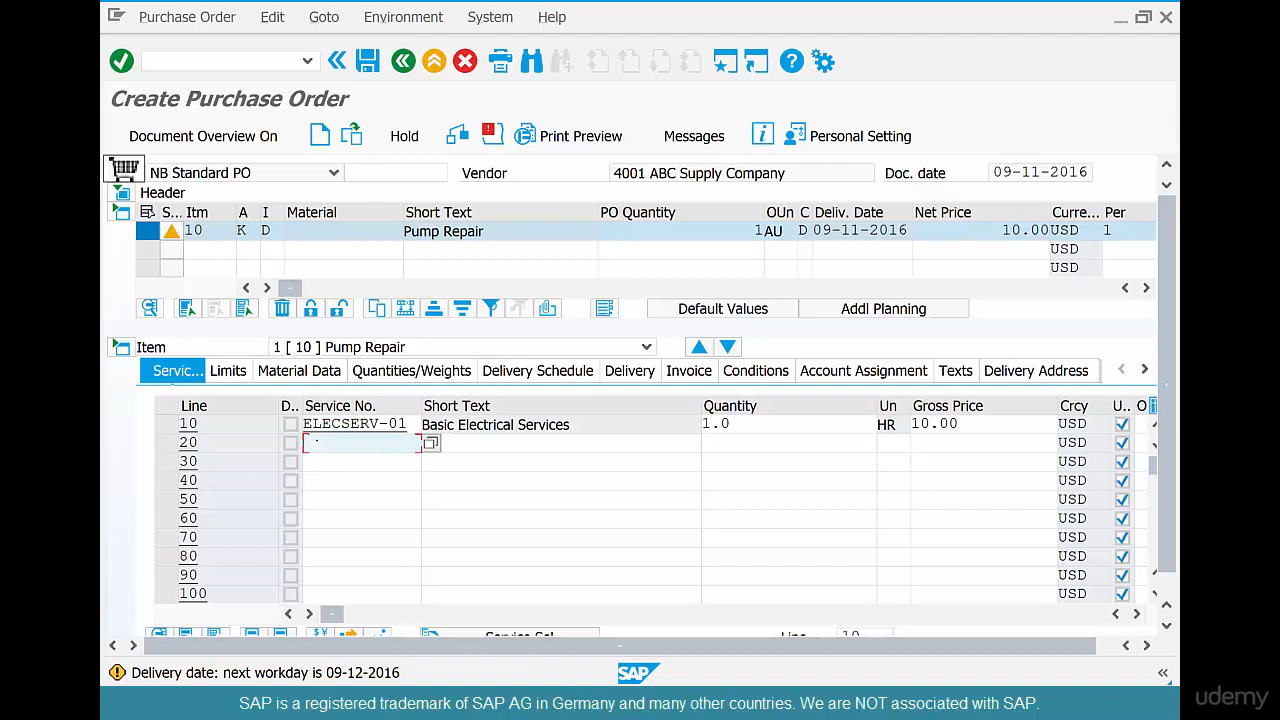 Purchase Order Edit Goto Environment System Help
Create Purchase Order
Document Overview On Hold Print Preview Messages Personal Setting
NB Standard PO Vendor 4001 ABC Supply Company Doc. date 09-11-2016
Header
S... Itm A I Material Short Text PO Quantity OUn C Deliv. Date Net Price Curre... Per
10 K D Pump Repair 1 AU D 09-11-2016 10.00 USD 1
USD
USD
Default Values Addl Planning
Item 1 [ 10 ] Pump Repair
Servic... Limits Material Data Quantities/Weights Delivery Schedule Delivery Invoice Conditions Account Assignment Texts Delivery Address
Line D.. Service No. Short Text Quantity Un Gross Price Crcy U.. O
10 ELECSERV-01 Basic Electrical Services 1.0 HR 10.00 USD
20 USD
30 USD
40 USD
50 USD
60 USD
70 USD
80 USD
90 USD
100 USD
Line 10
Delivery date: next workday is 09-12-2016 SAP
SAP is a registered trademark of SAP AG in Germany and many other countries. We are NOT associated with SAP.
udemy